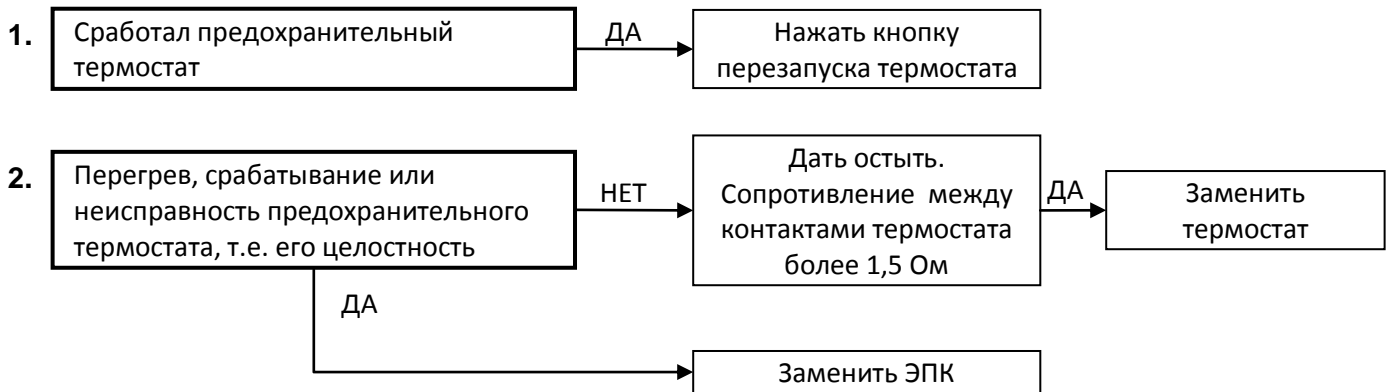 1.
Сработал предохранительный
термостат
ДА
Нажать кнопку
перезапуска термостата
2.
Перегрев, срабатывание или
неисправность предохранительного
термостата, т.е. его целостность
НЕТ
Дать остыть.
Сопротивление между
контактами термостата
более 1,5 Ом
ДА
Заменить
термостат
ДА
Заменить ЭПК